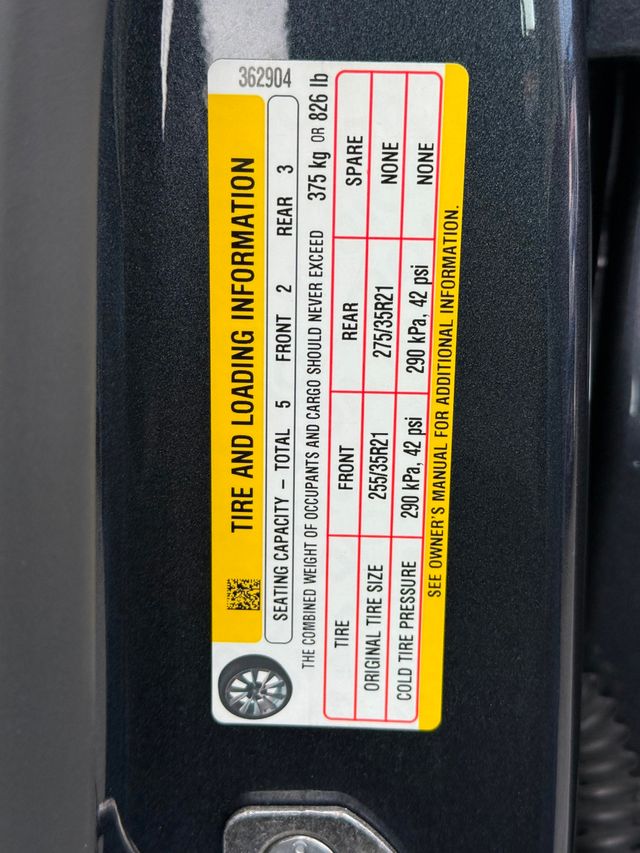 362904
TIRE AND LOADING INFORMATION
SEATING CAPACITY – TOTAL 5 FRONT 2 REAR 3
THE COMBINED WEIGHT OF OCCUPANTS AND CARGO SHOULD NEVER EXCEED 375 kg OR 826 lb
TIRE FRONT REAR SPARE
ORIGINAL TIRE SIZE 255/35R21 275/35R21 NONE
COLD TIRE PRESSURE 290 kPa, 42 psi 290 kPa, 42 psi NONE
SEE OWNER'S MANUAL FOR ADDITIONAL INFORMATION.